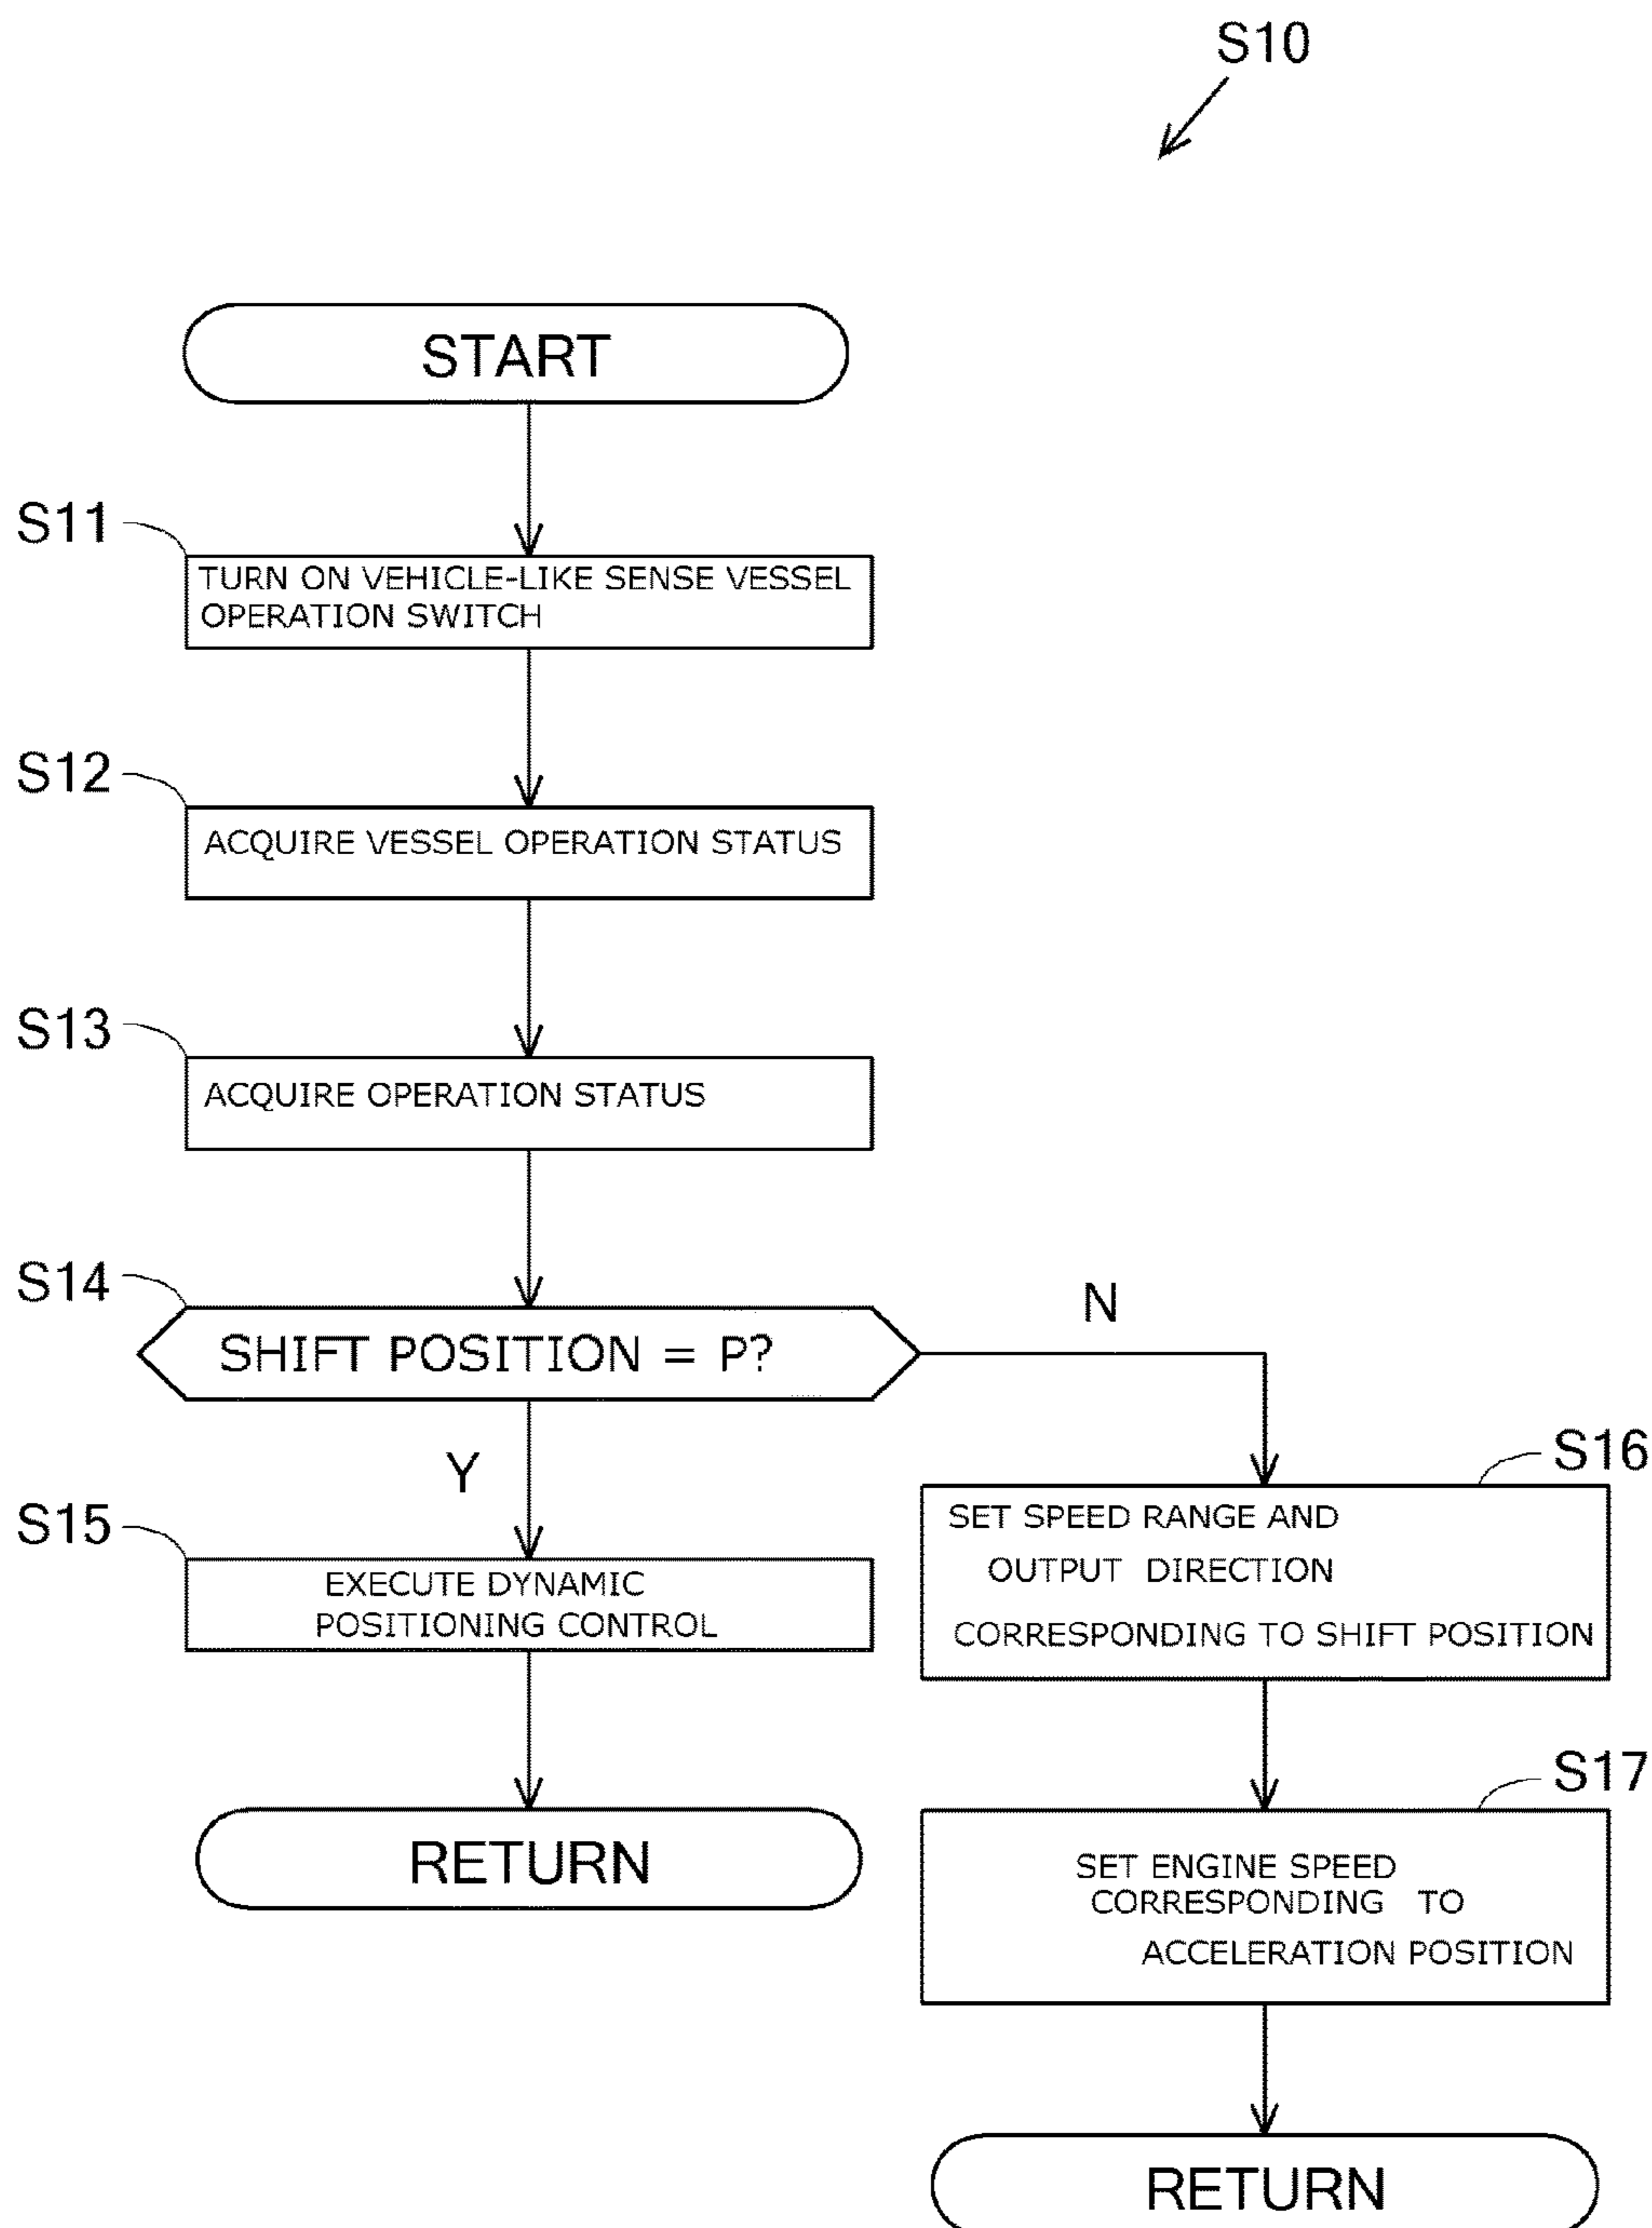 S10
START
S11
TURN ON VEHICLE-LIKE SENSE VESSEL
OPERATION SWITCH
S12
ACQUIRE VESSEL OPERATION STATUS
S13
ACQUIRE OPERATION STATUS
S14
SHIFT POSITION = P?
N
Y
S15
EXECUTE DYNAMIC
POSITIONING CONTROL
RETURN
S16
SET SPEED RANGE AND
OUTPUT DIRECTION
CORRESPONDING TO SHIFT POSITION
S17
SET ENGINE SPEED
CORRESPONDING TO
ACCELERATION POSITION
RETURN